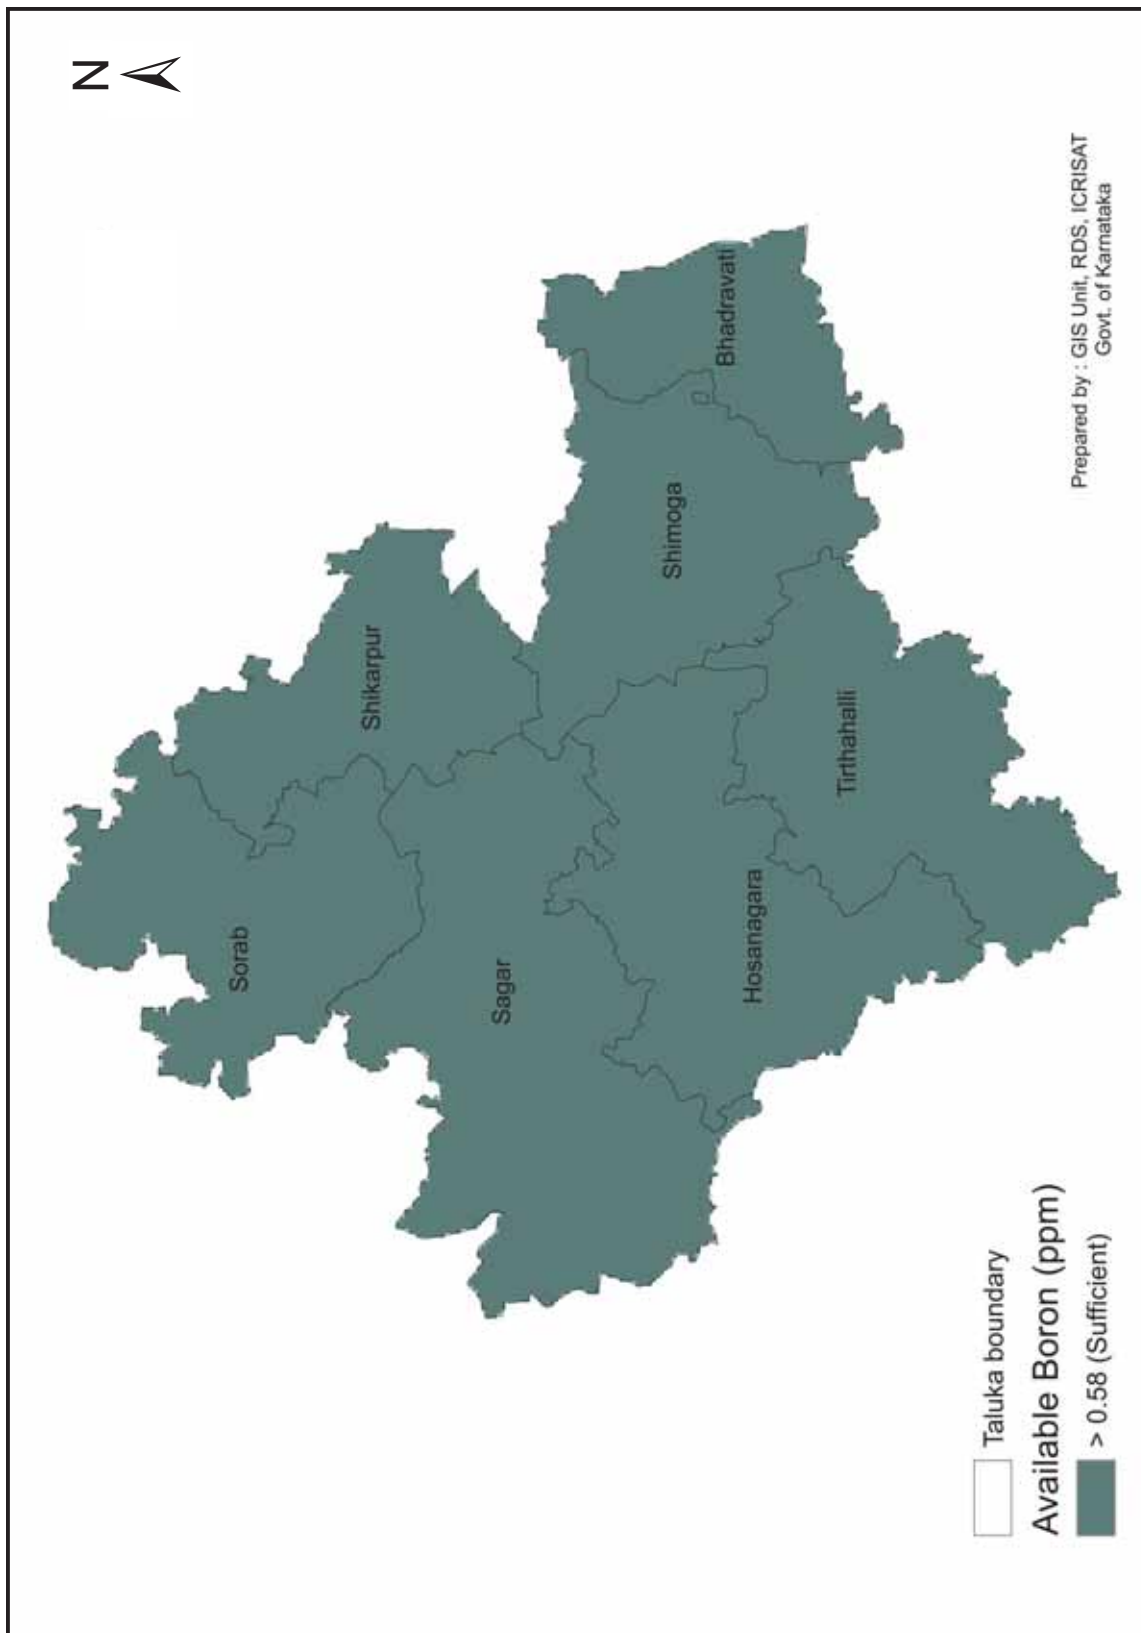 N
Sorab
Shikarpur
Sagar
Shimoga
Bhadravati
Hosanagara
Tirthahalli
Taluka boundary
Available Boron (ppm)
> 0.58 (Sufficient)
Prepared by : GIS Unit, RDS, ICRISAT
Govt. of Karnataka